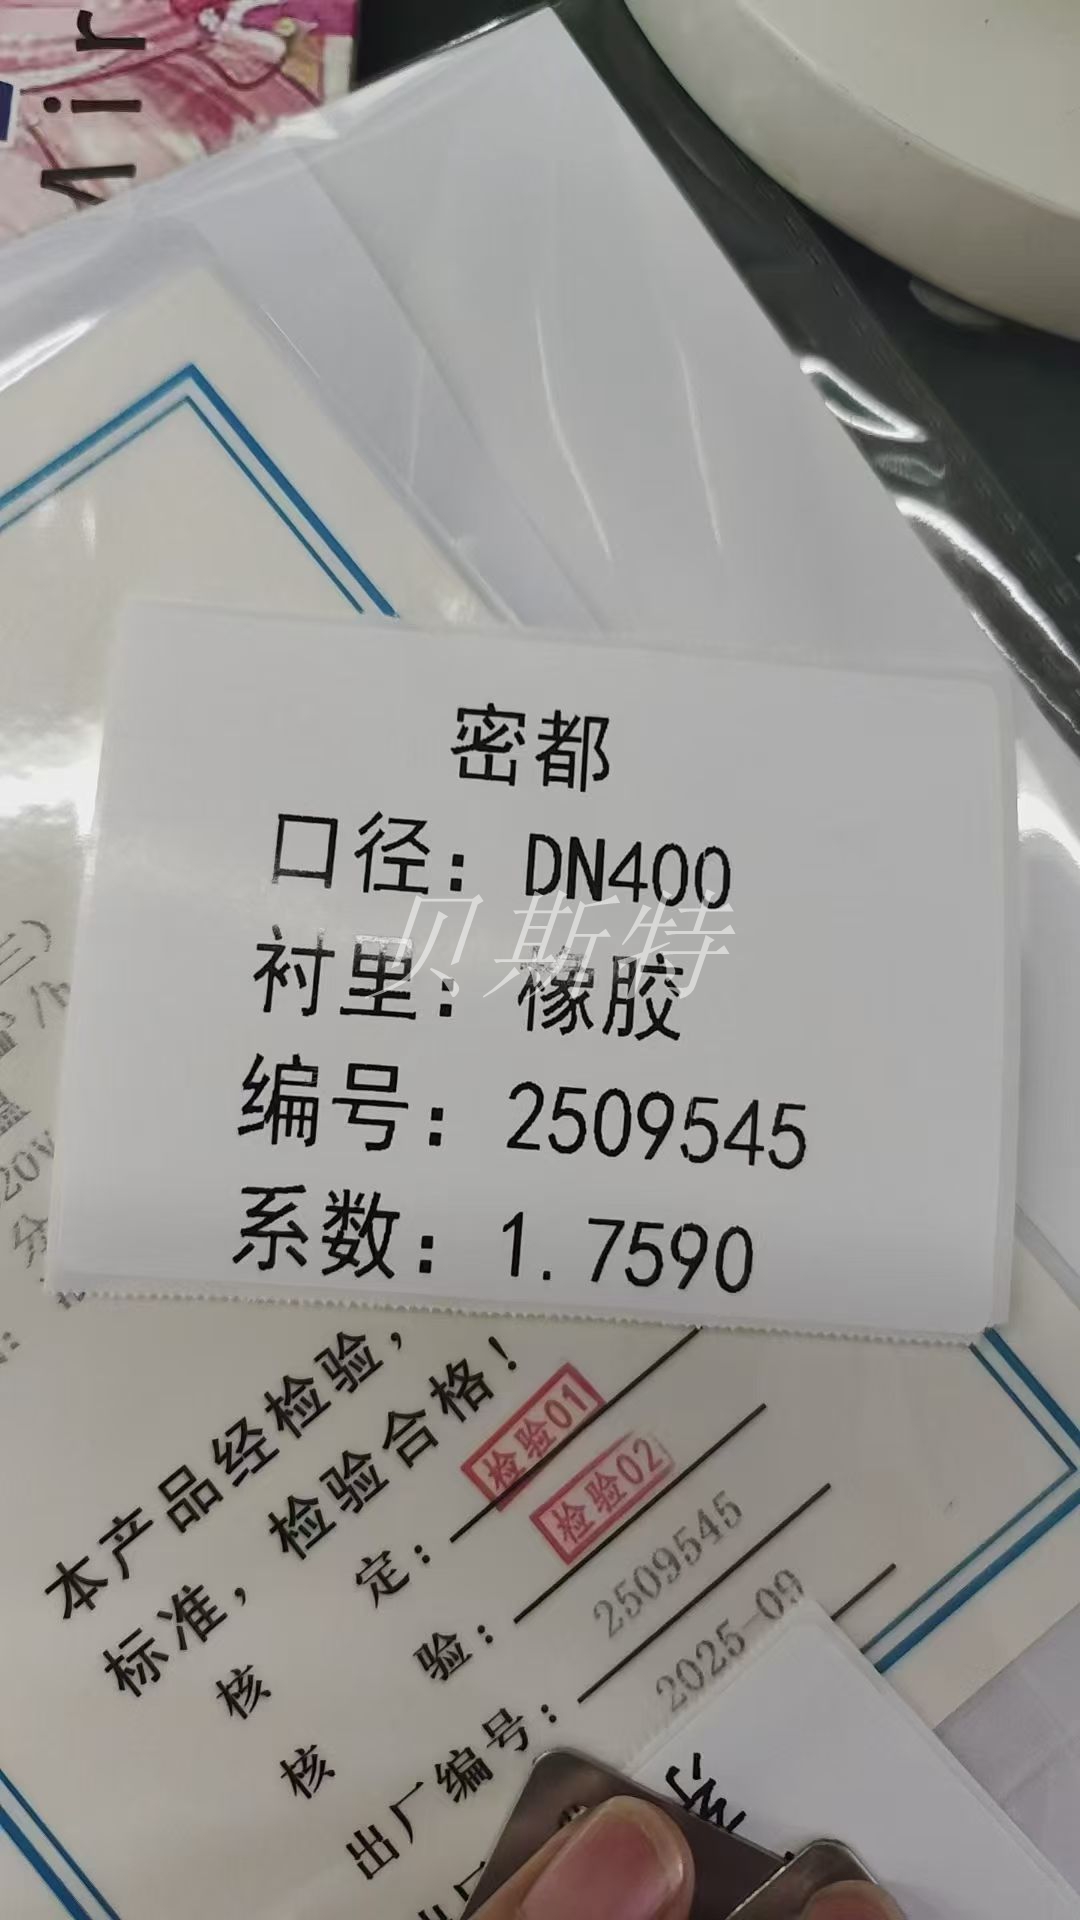 Mir
密都
口径：DN400
贝斯特
衬里：橡胶
编号：2509545
系数：1.7590
20V
本产品经检验，
标准，检验合格！
核定：检验01
核验：检验02
出厂编号：2509545
2025-09